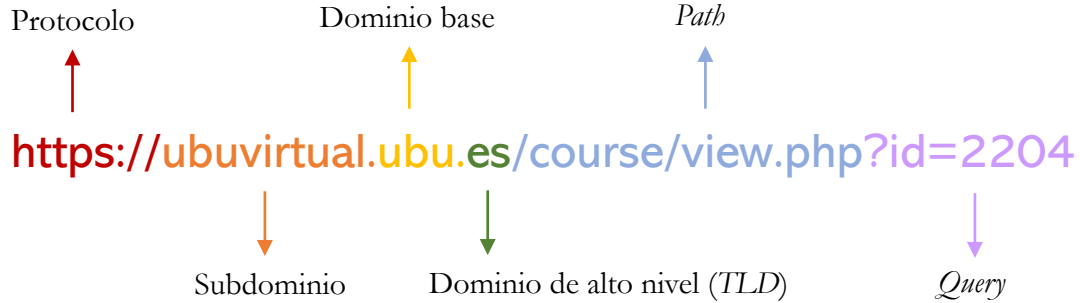 Protocolo Dominio base Path
https://ubuvirtual.ubu.es/course/view.php?id=2204
Subdominio Dominio de alto nivel (TLD) Query